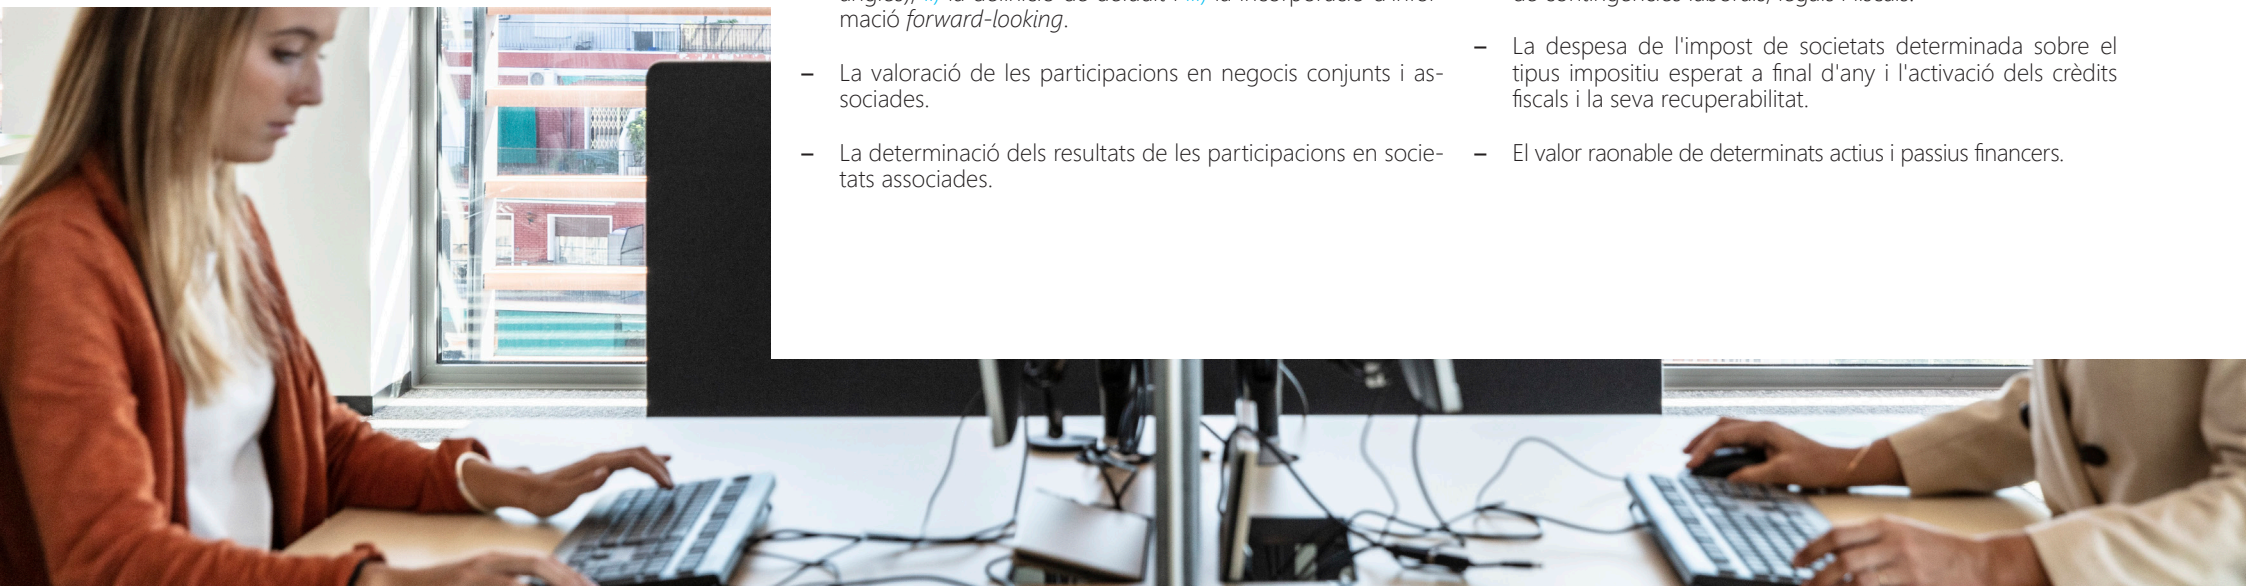 mació forward-looking.
– La valoració de les participacions en negocis conjunts i as-
sociades.
– La determinació dels resultats de les participacions en socie-
tats associades.
– La despesa de l'impost de societats determinada sobre el
tipus impositiu esperat a final d'any i l'activació dels crèdits
fiscals i la seva recuperabilitat.
– El valor raonable de determinats actius i passius financers.